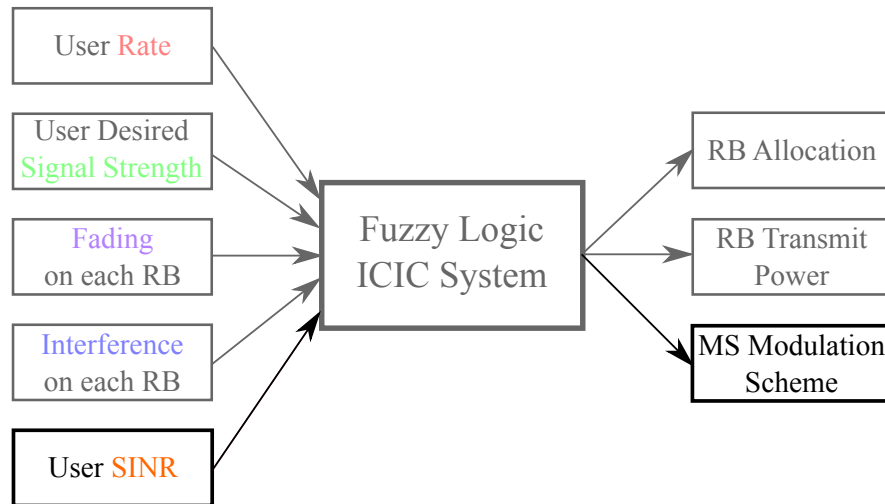 User Rate
User Desired
Signal Strength
Fading
on each RB
Interference
on each RB
User SINR
Fuzzy Logic
ICIC System
RB Allocation
RB Transmit
Power
MS Modulation
Scheme